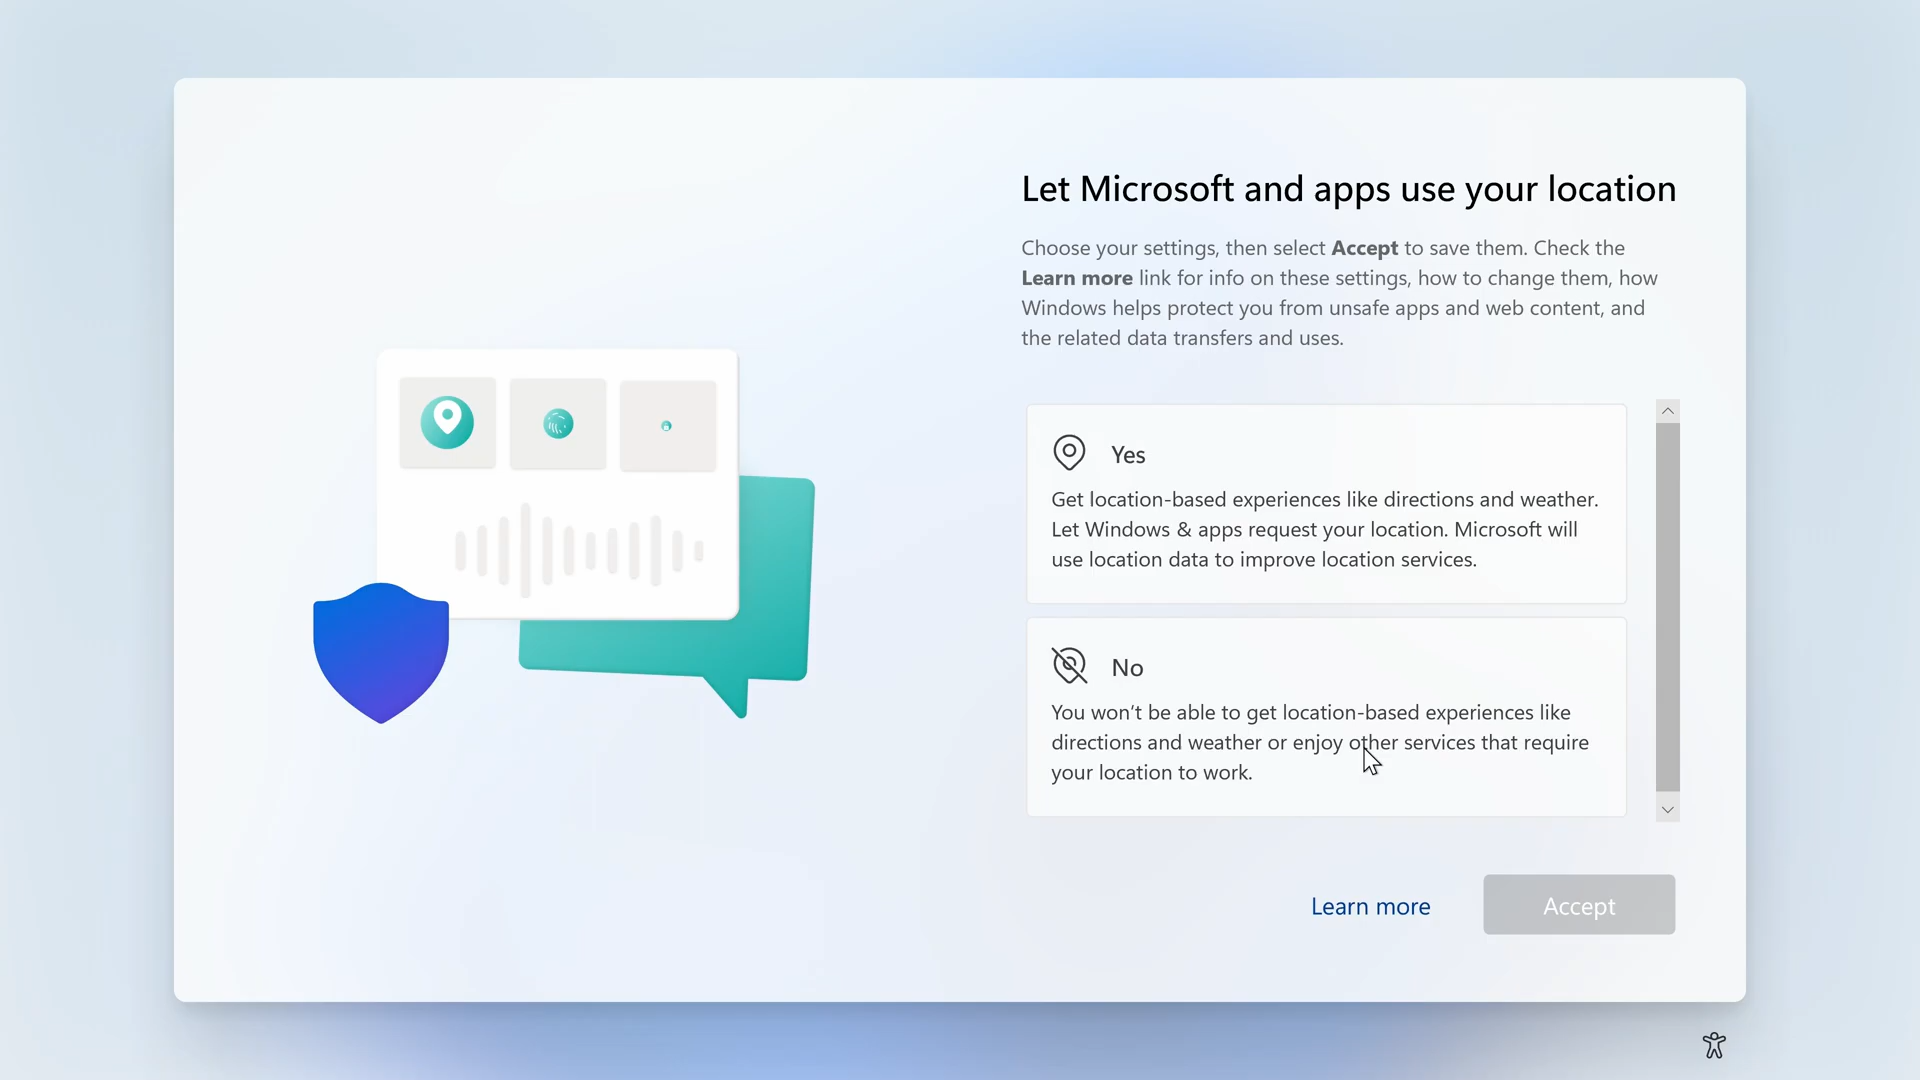 Let Microsoft and apps use your location
Choose your settings, then select Accept to save them. Check the
Learn more link for info on these settings, how to change them, how
Windows helps protect you from unsafe apps and web content, and
the related data transfers and uses.
Yes
Get location-based experiences like directions and weather.
Let Windows & apps request your location. Microsoft will
use location data to improve location services.
No
You won’t be able to get location-based experiences like
directions and weather or enjoy other services that require
your location to work.
Learn more
Accept